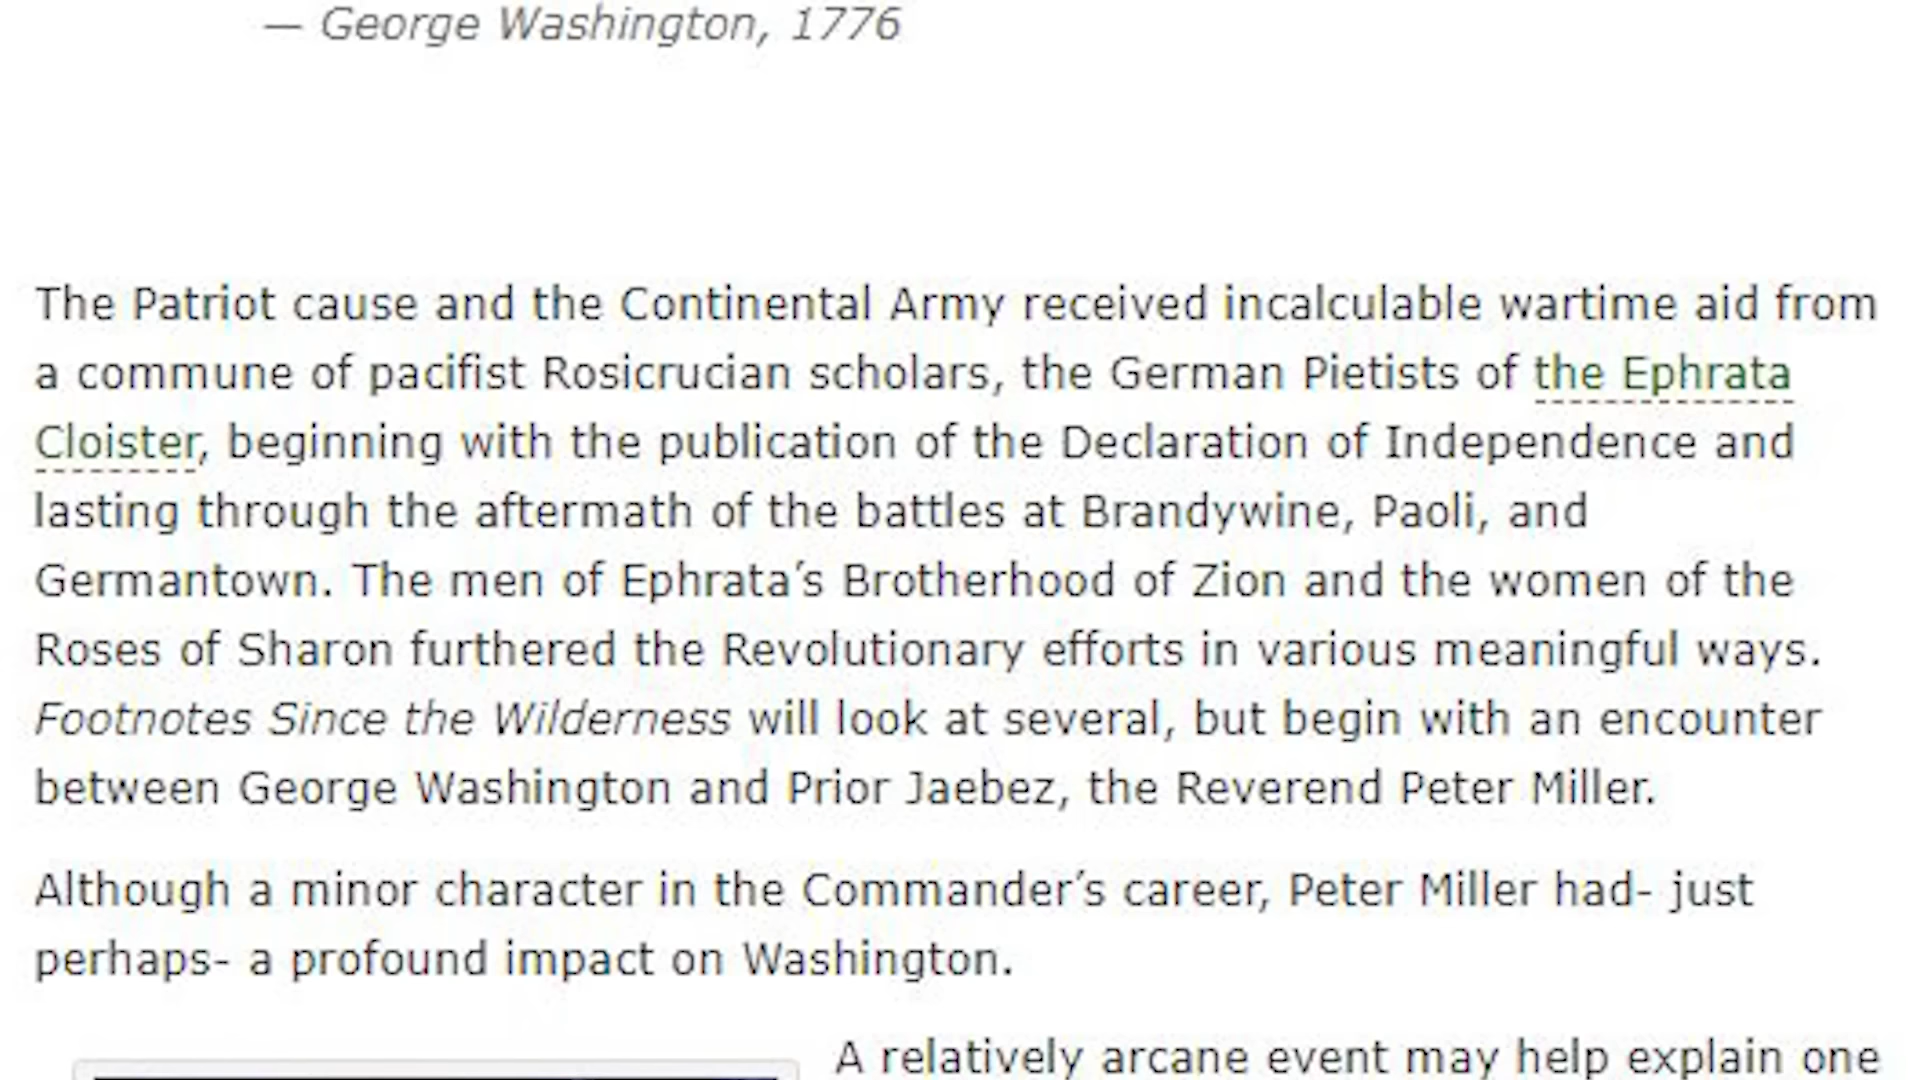 — George Washington, 1776
The Patriot cause and the Continental Army received incalculable wartime aid from
a commune of pacifist Rosicrucian scholars, the German Pietists of the Ephrata
Cloister, beginning with the publication of the Declaration of Independence and
lasting through the aftermath of the battles at Brandywine, Paoli, and
Germantown. The men of Ephrata’s Brotherhood of Zion and the women of the
Roses of Sharon furthered the Revolutionary efforts in various meaningful ways.
Footnotes Since the Wilderness will look at several, but begin with an encounter
between George Washington and Prior Jaebez, the Reverend Peter Miller.
Although a minor character in the Commander’s career, Peter Miller had- just
perhaps- a profound impact on Washington.
A relatively arcane event may help explain one